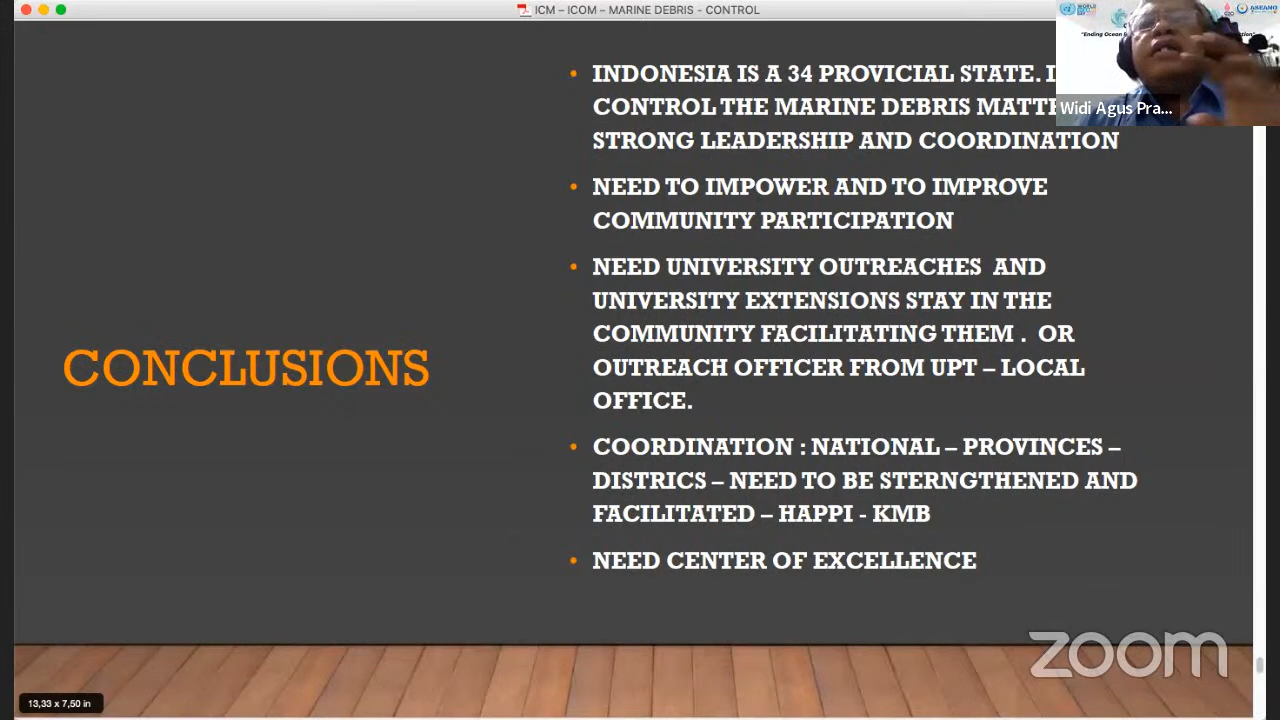 ICM – ICOM – MARINE DEBRIS - CONTROL
INDONESIA IS A 34 PROVICIAL STATE.
CONTROL THE MARINE DEBRIS
STRONG LEADERSHIP AND COORDINATION
NEED TO IMPOWER AND TO IMPROVE
COMMUNITY PARTICIPATION
NEED UNIVERSITY OUTREACHES AND
UNIVERSITY EXTENSIONS STAY IN THE
COMMUNITY FACILITATING THEM . OR
OUTREACH OFFICER FROM UPT – LOCAL
OFFICE.
CONCLUSIONS
COORDINATION : NATIONAL – PROVINCES –
DISTRICS – NEED TO BE STERNGTHENED AND
FACILITATED – HAPPI - KMB
NEED CENTER OF EXCELLENCE
Widi Agus Pra...
"Ending Ocean
zoom
13,33 x 7,50 in